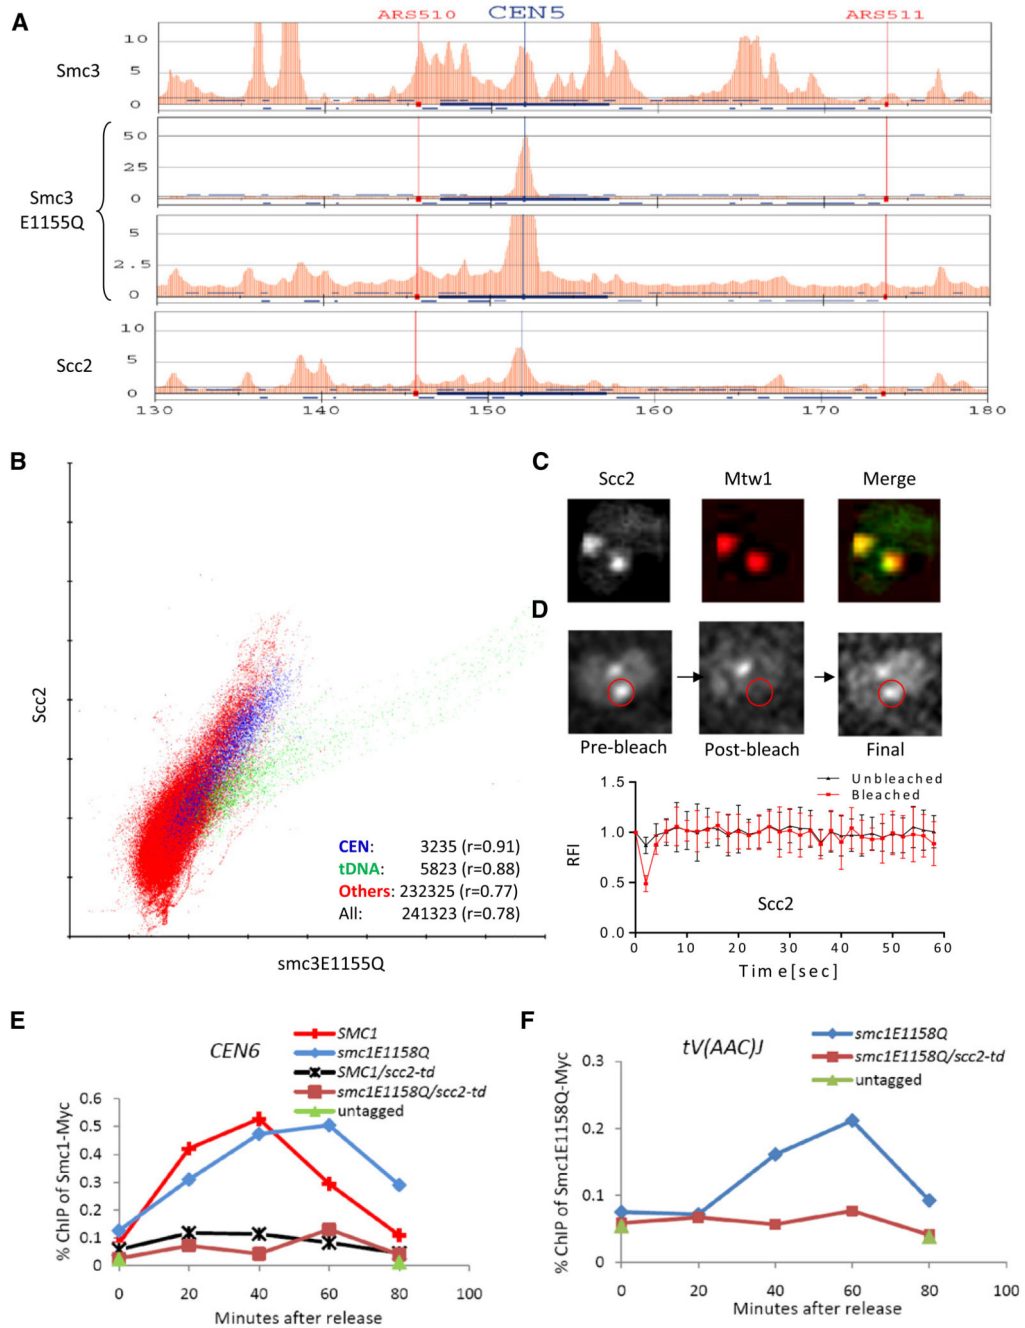 A
ARS510
CEN5
ARS511
Smc3
10
5
0
Smc3
E1155Q
50
25
0
5
2.5
0
Scc2
10
5
0
130 140 150 160 170 180
B
Scc2
CEN: 3235 (r=0.91)
tDNA: 5823 (r=0.88)
Others: 232325 (r=0.77)
All: 241323 (r=0.78)
smc3E1155Q
C
Scc2 Mtw1 Merge
D
Pre-bleach Post-bleach Final
Unbleached
Bleached
1.5
1.0
0.5
0.0
RFI
Scc2
0 10 20 30 40 50 60
Time[sec]
E
CEN6
SMC1
smc1E1158Q
SMC1/scc2-td
smc1E1158Q/scc2-td
untagged
% ChIP of Smc1-Myc
0.6
0.5
0.4
0.3
0.2
0.1
0
0 20 40 60 80 100
Minutes after release
F
tV(AAC)J
smc1E1158Q
smc1E1158Q/scc2-td
untagged
% ChIP of Smc1E1158Q-Myc
0.3
0.2
0.1
0
0 20 40 60 80 100
Minutes after release